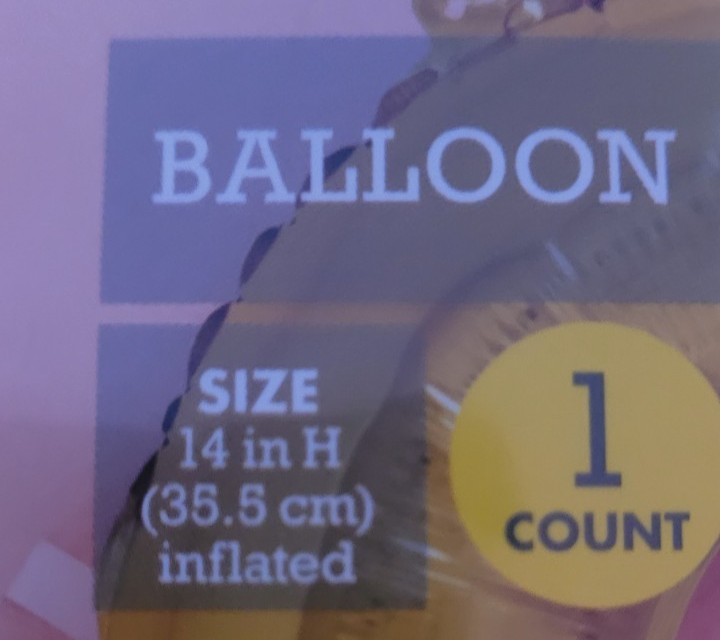 BALLOON
SIZE
14 in H
(35.5 cm)
inflated
1
COUNT